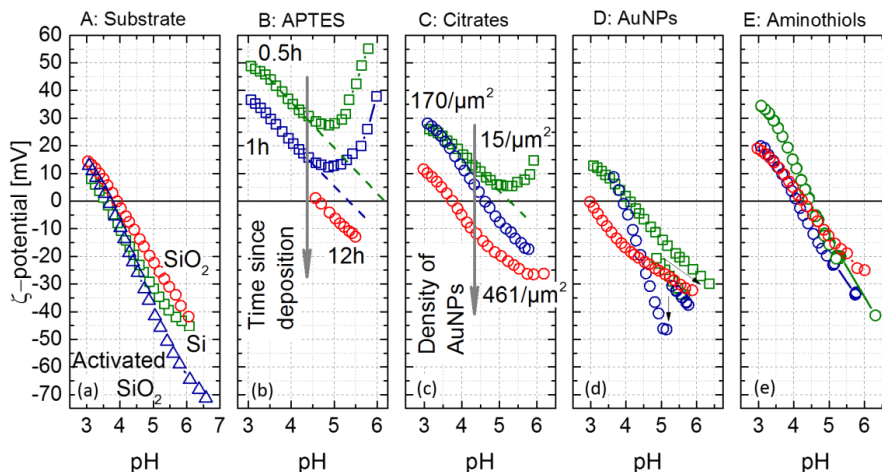 A: Substrate
B: APTES
C: Citrates
D: AuNPs
E: Aminothiols
ζ-potential [mV]
60
50
40
30
20
10
0
-10
-20
-30
-40
-50
-60
-70
SiO2
Si
Activated
SiO2
(a)
3 4 5 6 7
pH
0.5h
1h
12h
Time since
deposition
(b)
3 4 5 6
pH
170/µm²
15/µm²
461/µm²
Density of
AuNPs
(c)
3 4 5 6
pH
(d)
3 4 5 6
pH
(e)
3 4 5 6
pH